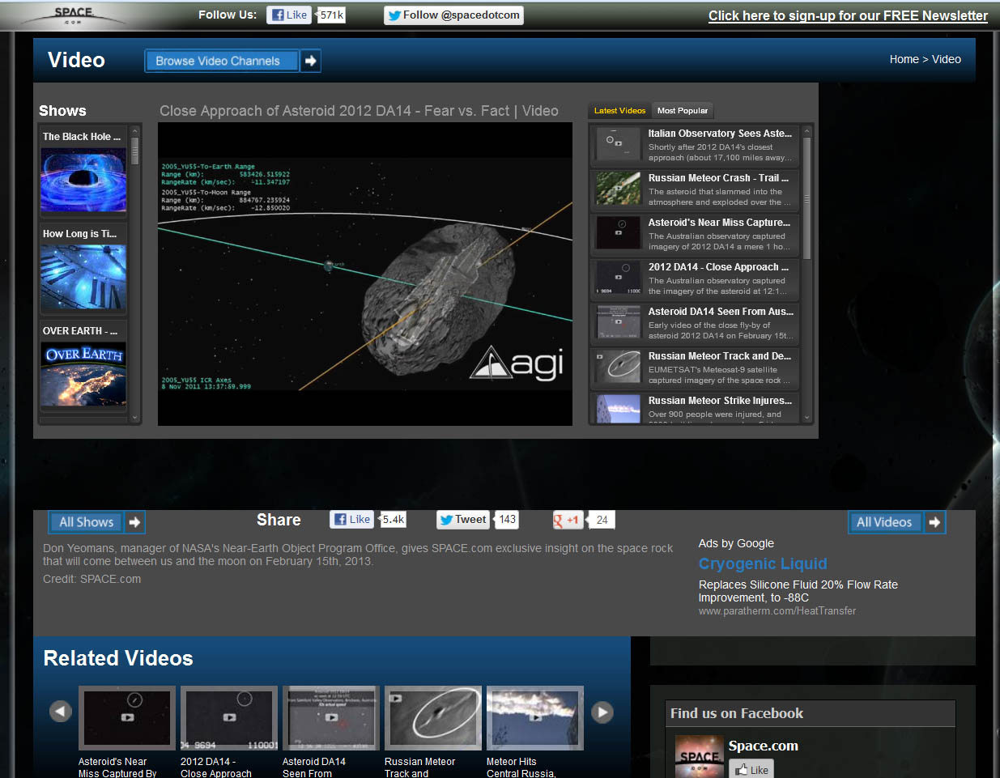 SPACE
.COM
Follow Us:
Like
571k
Follow @spacedotcom
Click here to sign-up for our FREE Newsletter
Video
Browse Video Channels
Home > Video
Shows
The Black Hole ...
How Long is Ti...
OVER EARTH - ...
OVER EARTH
Close Approach of Asteroid 2012 DA14 - Fear vs. Fact | Video
2005_YU55-To-Earth Range
Range (km): 583426.515922
RangeRate (km/sec): -11.347197
2005_YU55-To-Moon Range
Range (km): 884767.235924
RangeRate (km/sec): -12.850020
Earth
agi
2005_YU55 ICR Axes
8 Nov 2011 13:37:59.999
Latest Videos
Most Popular
Italian Observatory Sees Aste...
Shortly after 2012 DA14's closest
approach (about 17,100 miles away...
Russian Meteor Crash - Trail ...
The asteroid that slammed into the
atmosphere and exploded over the ...
Asteroid's Near Miss Capture...
The Australian observatory captured
imagery of 2012 DA14 a mere 1 ho...
2012 DA14 - Close Approach ...
The Australian observatory captured
the imagery of the asteroid at 12:1...
4 9694 11000
Asteroid DA14 Seen From Aus...
Early video of the close fly-by of
asteroid 2012 DA14 on February 15t...
Russian Meteor Track and De...
EUMETSAT's Meteosat-9 satellite
captured imagery of the space rock ...
Russian Meteor Strike Injures...
Over 900 people were injured, and
All Shows
Share
Like
5.4k
Tweet
143
+1
24
All Videos
Don Yeomans, manager of NASA's Near-Earth Object Program Office, gives SPACE.com exclusive insight on the space rock
that will come between us and the moon on February 15th, 2013.
Credit: SPACE.com
Ads by Google
Cryogenic Liquid
Replaces Silicone Fluid 20% Flow Rate
Improvement, to -88C
www.paratherm.com/HeatTransfer
Related Videos
04 9694 110001
Asteroid's Near
Miss Captured By
2012 DA14 -
Close Approach
Asteroid DA14
Seen From
Russian Meteor
Track and
Meteor Hits
Central Russia,
Find us on Facebook
SPACE
.COM
Space.com
Like